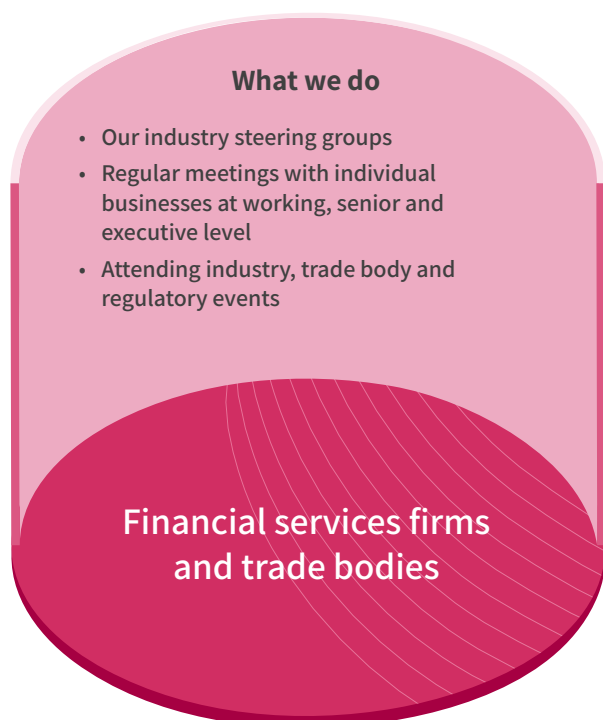 What we do
• Our industry steering groups
• Regular meetings with individual
businesses at working, senior and
executive level
• Attending industry, trade body and
regulatory events
Financial services firms
and trade bodies